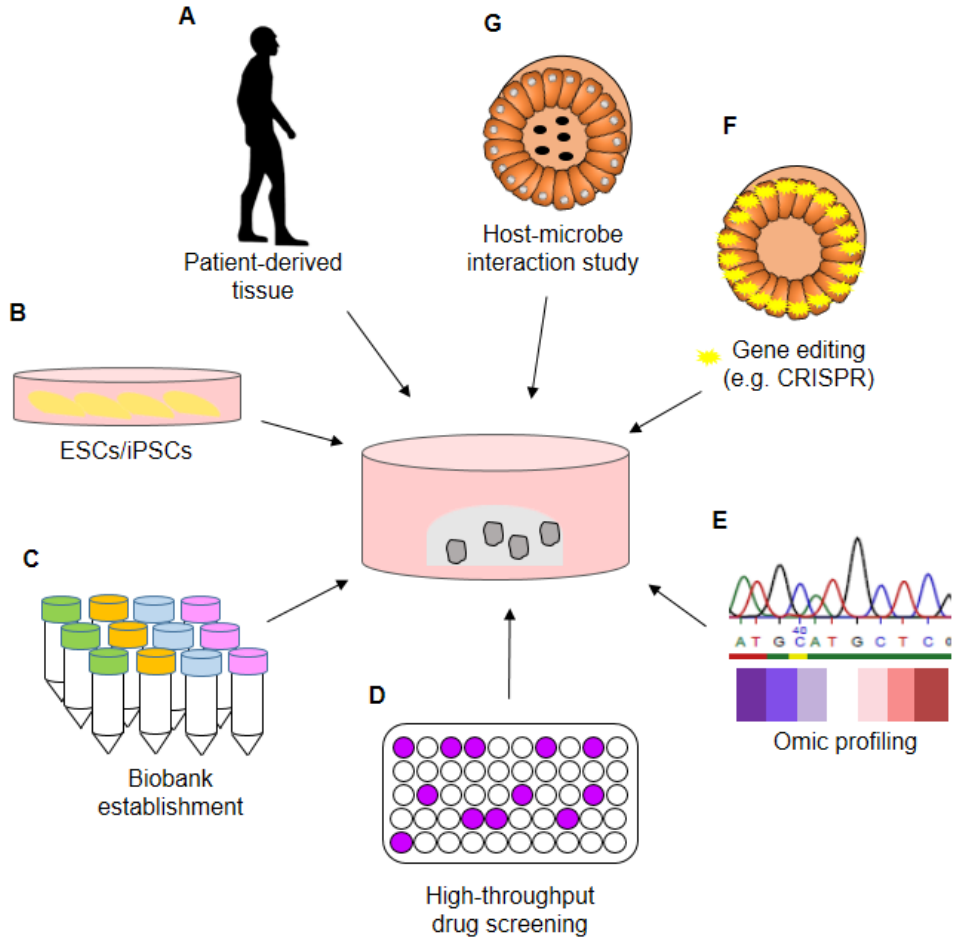 A
Patient-derived
tissue
G
Host-microbe
interaction study
F
Gene editing
(e.g. CRISPR)
B
ESCs/iPSCs
C
Biobank
establishment
D
High-throughput
drug screening
E
40
A T G C A T G C T C
Omic profiling